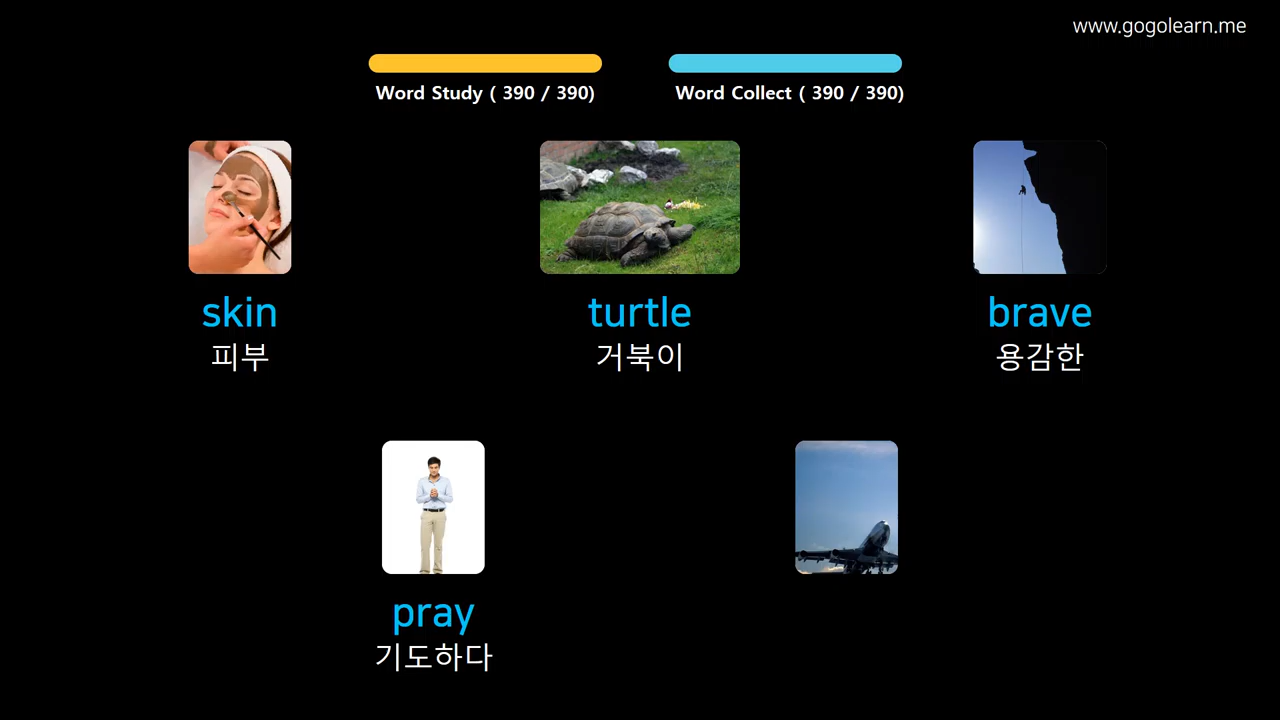 www.gogolearn.me
Word Study ( 390 / 390)
Word Collect ( 390 / 390)
skin
피부
turtle
거북이
brave
용감한
pray
기도하다